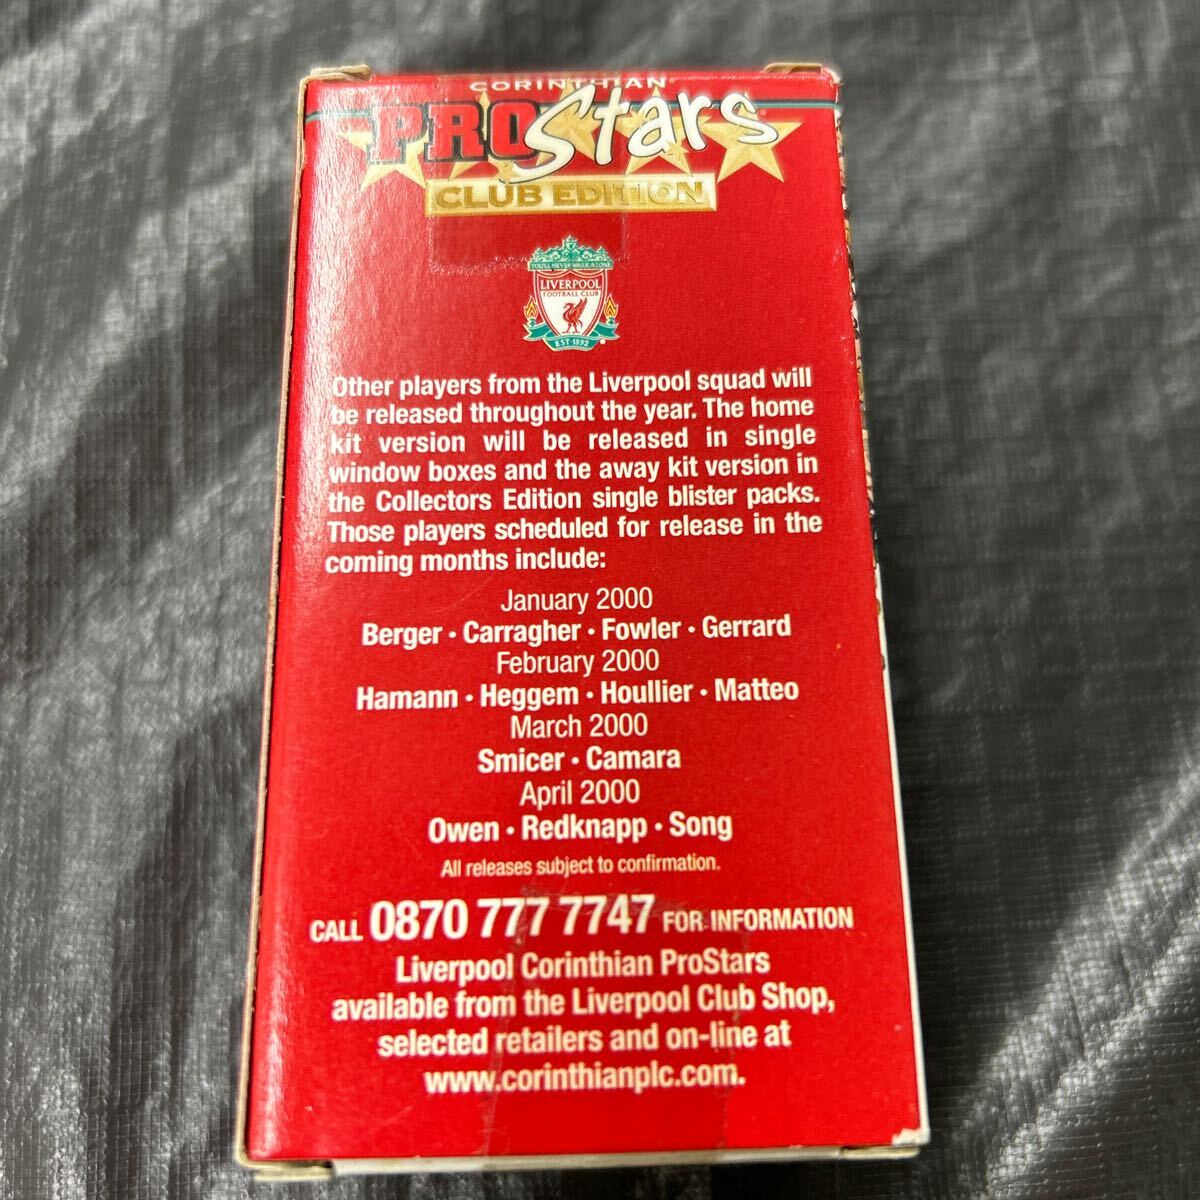 CORINTHIAN
PROStars
CLUB EDITION
YOU'LL NEVER WALK ALONE
LIVERPOOL
FOOTBALL CLUB
EST·1892
Other players from the Liverpool squad will
be released throughout the year. The home
kit version will be released in single
window boxes and the away kit version in
the Collectors Edition single blister packs.
Those players scheduled for release in the
coming months include:
January 2000
Berger • Carragher • Fowler • Gerrard
February 2000
Hamann • Heggem • Houllier • Matteo
March 2000
Smicer • Camara
April 2000
Owen • Redknapp • Song
All releases subject to confirmation.
CALL 0870 777 7747 FOR INFORMATION
Liverpool Corinthian ProStars
available from the Liverpool Club Shop,
selected retailers and on-line at
www.corinthianplc.com.